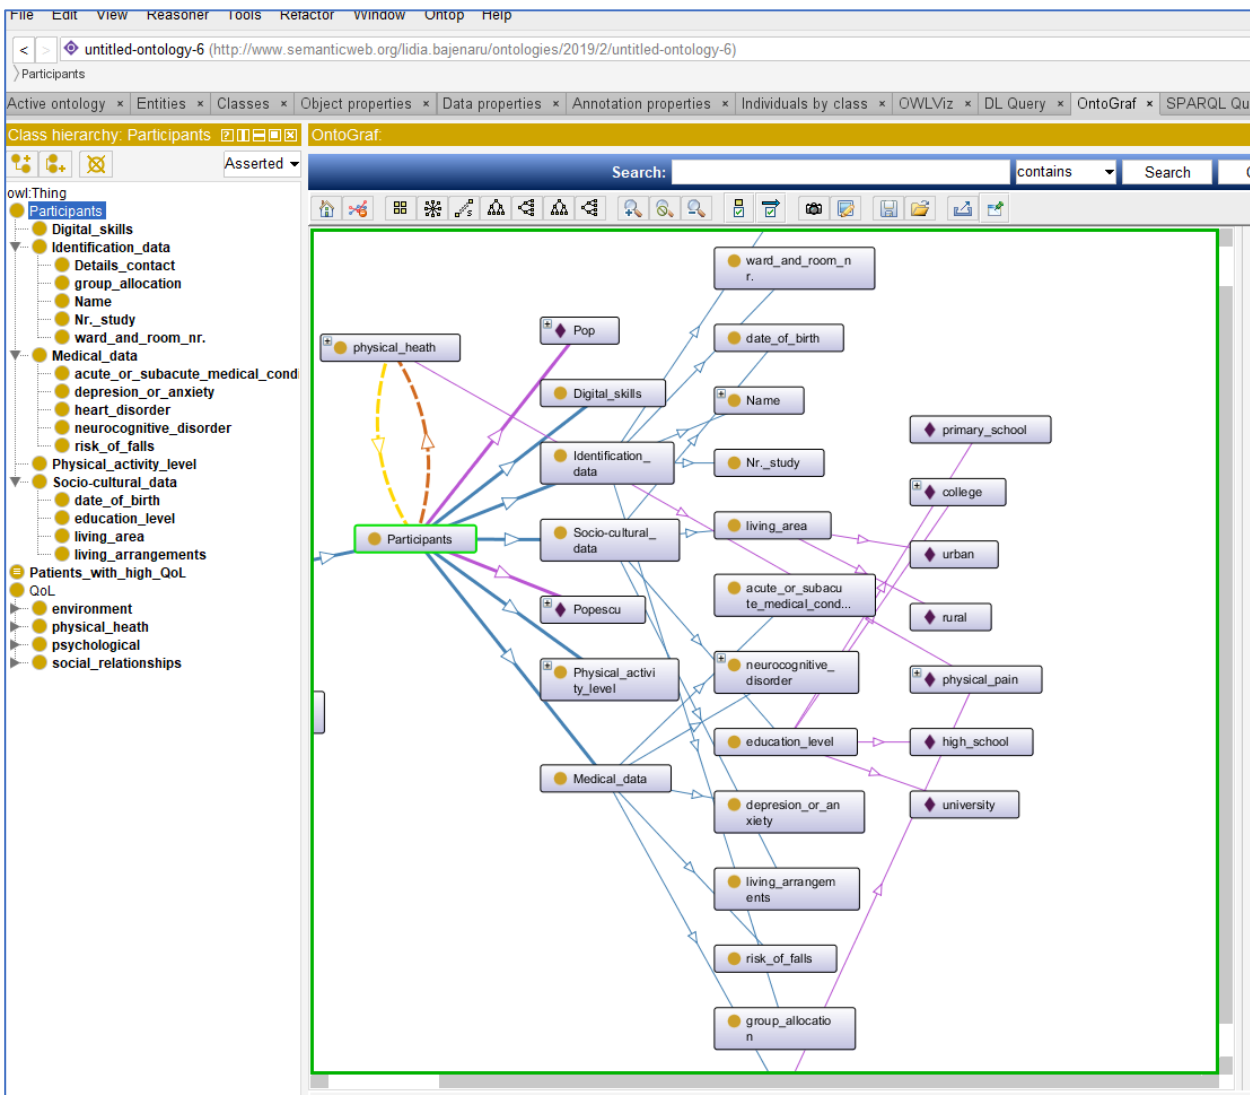 File Edit View Reasoner Tools Refactor Window Ontop Help
< > untitled-ontology-6 (http://www.semanticweb.org/lidia.bajenaru/ontologies/2019/2/untitled-ontology-6)
Participants
Active ontology × Entities × Classes × Object properties × Data properties × Annotation properties × Individuals by class × OWLViz × DL Query × OntoGraf × SPARQL Qu
Class hierarchy: Participants
Asserted
owl:Thing
Participants
Digital_skills
Identification_data
Details_contact
group_allocation
Name
Nr._study
ward_and_room_nr.
Medical_data
acute_or_subacute_medical_cond
depresion_or_anxiety
heart_disorder
neurocognitive_disorder
risk_of_falls
Physical_activity_level
Socio-cultural_data
date_of_birth
education_level
living_area
living_arrangements
Patients_with_high_QoL
QoL
environment
physical_heath
psychological
social_relationships
OntoGraf:
Search: contains Search
physical_heath
Participants
Pop
Digital_skills
Identification_
data
Socio-cultural_
data
Popescu
Physical_activi
ty_level
Medical_data
ward_and_room_n
r.
date_of_birth
Name
Nr._study
living_area
acute_or_subacu
te_medical_cond...
neurocognitive_
disorder
education_level
depresion_or_an
xiety
living_arrangem
ents
risk_of_falls
group_allocatio
n
primary_school
college
urban
rural
physical_pain
high_school
university